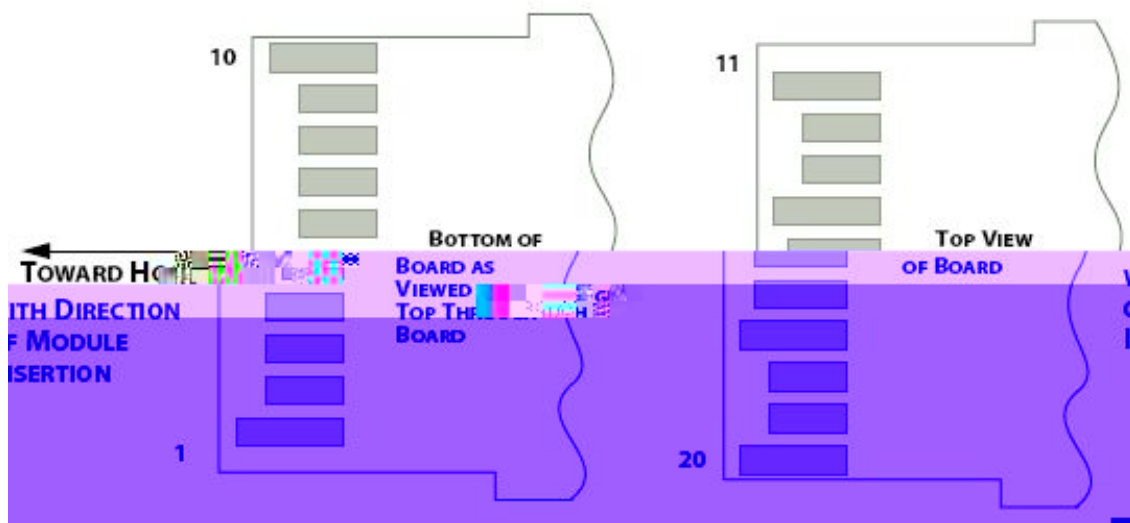 10
11
BOTTOM OF
BOARD AS
VIEWED
TOP
BOARD
TOWARD
ITH DIRECTION
F MODULE
SERTION
TOP VIEW
OF BOARD
1
20